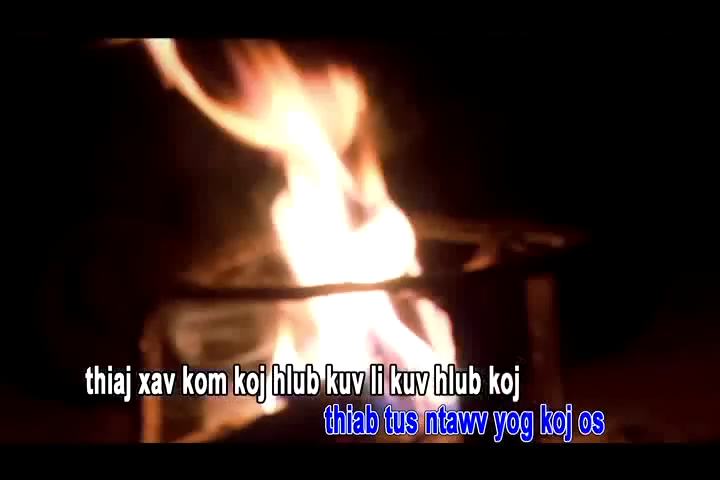 thiaj xav kom koj hlub kuv li kuv hlub koj
thiab tus ntawv yog koj os